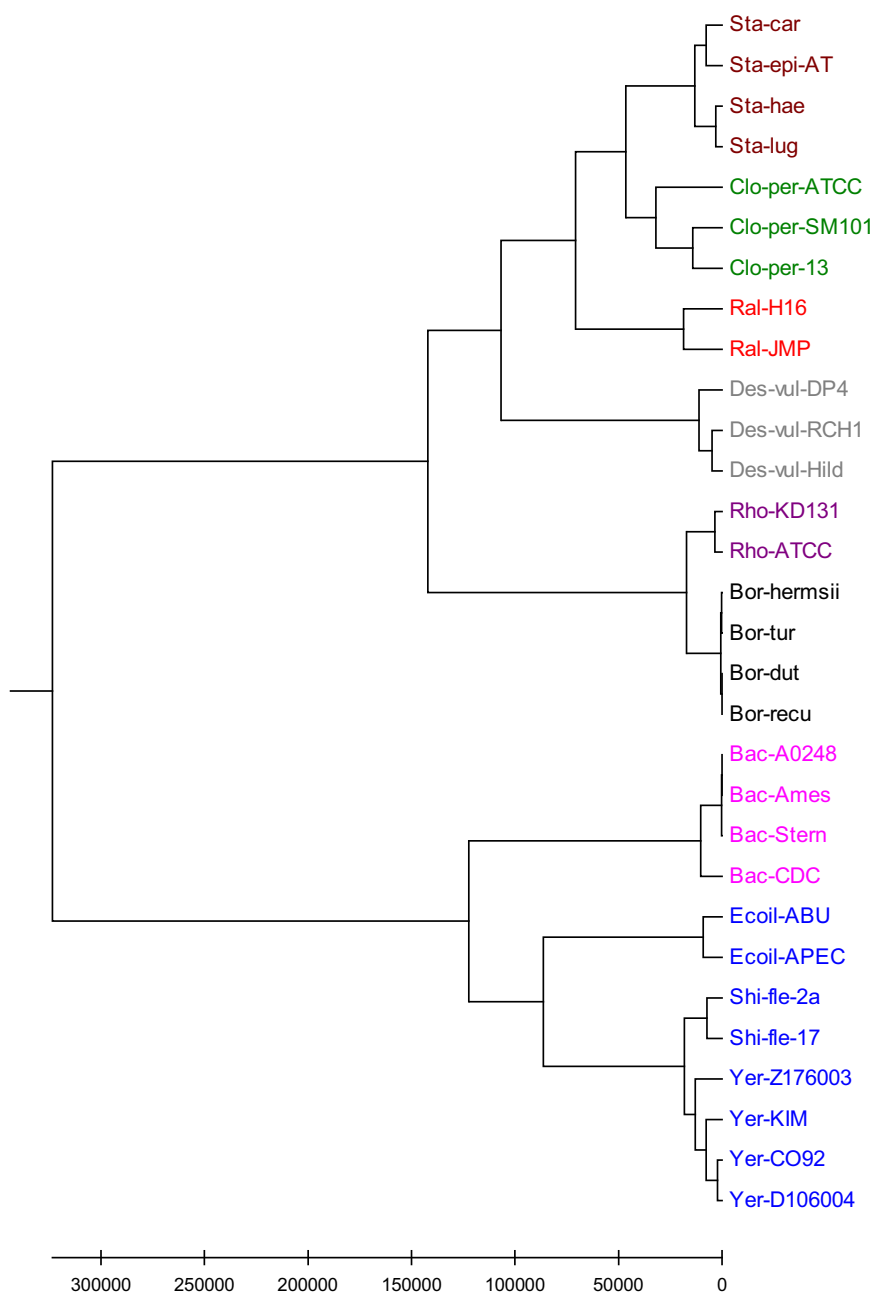 Sta-car
Sta-epi-AT
Sta-hae
Sta-lug
Clo-per-ATCC
Clo-per-SM101
Clo-per-13
Ral-H16
Ral-JMP
Des-vul-DP4
Des-vul-RCH1
Des-vul-Hild
Rho-KD131
Rho-ATCC
Bor-hermsii
Bor-tur
Bor-dut
Bor-recu
Bac-A0248
Bac-Ames
Bac-Stern
Bac-CDC
Ecoil-ABU
Ecoil-APEC
Shi-fle-2a
Shi-fle-17
Yer-Z176003
Yer-KIM
Yer-CO92
Yer-D106004
300000 250000 200000 150000 100000 50000 0